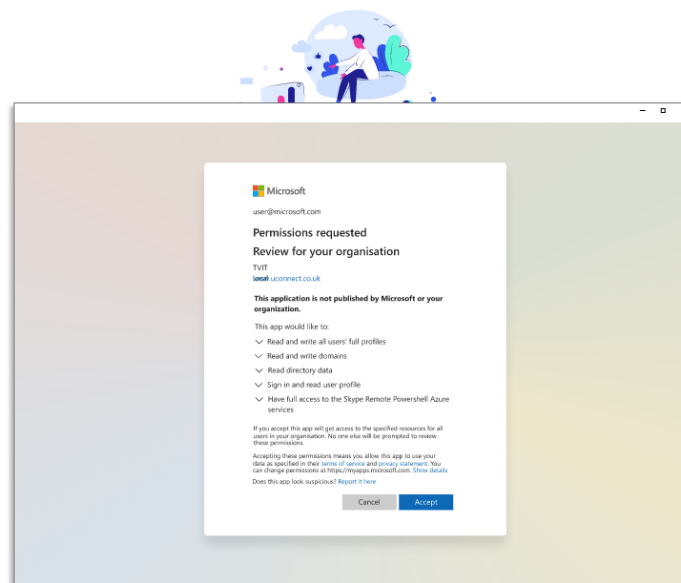 Microsoft
user@microsoft.com
Permissions requested
Review for your organisation
TVIT
uconnect.co.uk
This application is not published by Microsoft or your
organization.
This app would like to:
Read and write all users' full profiles
Read and write domains
Read directory data
Sign in and read user profile
Have full access to the Skype Remote Powershell Azure
services
If you accept this app will get access to the specified resources for all
users in your organisation. No one else will be prompted to review
these permissions.
Accepting these permissions means you allow this app to use your
data as specified in their terms of service and privacy statement. You
can change permissions at https://myapps.microsoft.com. Show details
Does this app look suspicious? Report it here
Cancel Accept